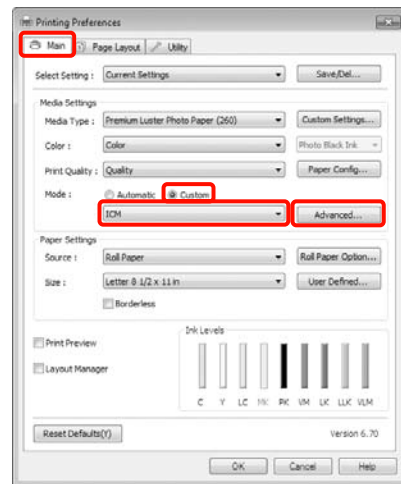 Printing Preferences
Main Page Layout Utility
Select Setting : Current Settings Save/Del...
Media Settings
Media Type : Premium Luster Photo Paper (260) Custom Settings...
Color : Color Photo Black Ink
Print Quality : Quality Paper Config...
Mode : Automatic Custom
ICM Advanced...
Paper Settings
Source : Roll Paper Roll Paper Option...
Size : Letter 8 1/2 x 11 in User Defined...
Borderless
Ink Levels
Print Preview
Layout Manager
C Y LC MK PK VM LK LLK VLM
Reset Defaults(Y) Version 6.70
OK Cancel Help